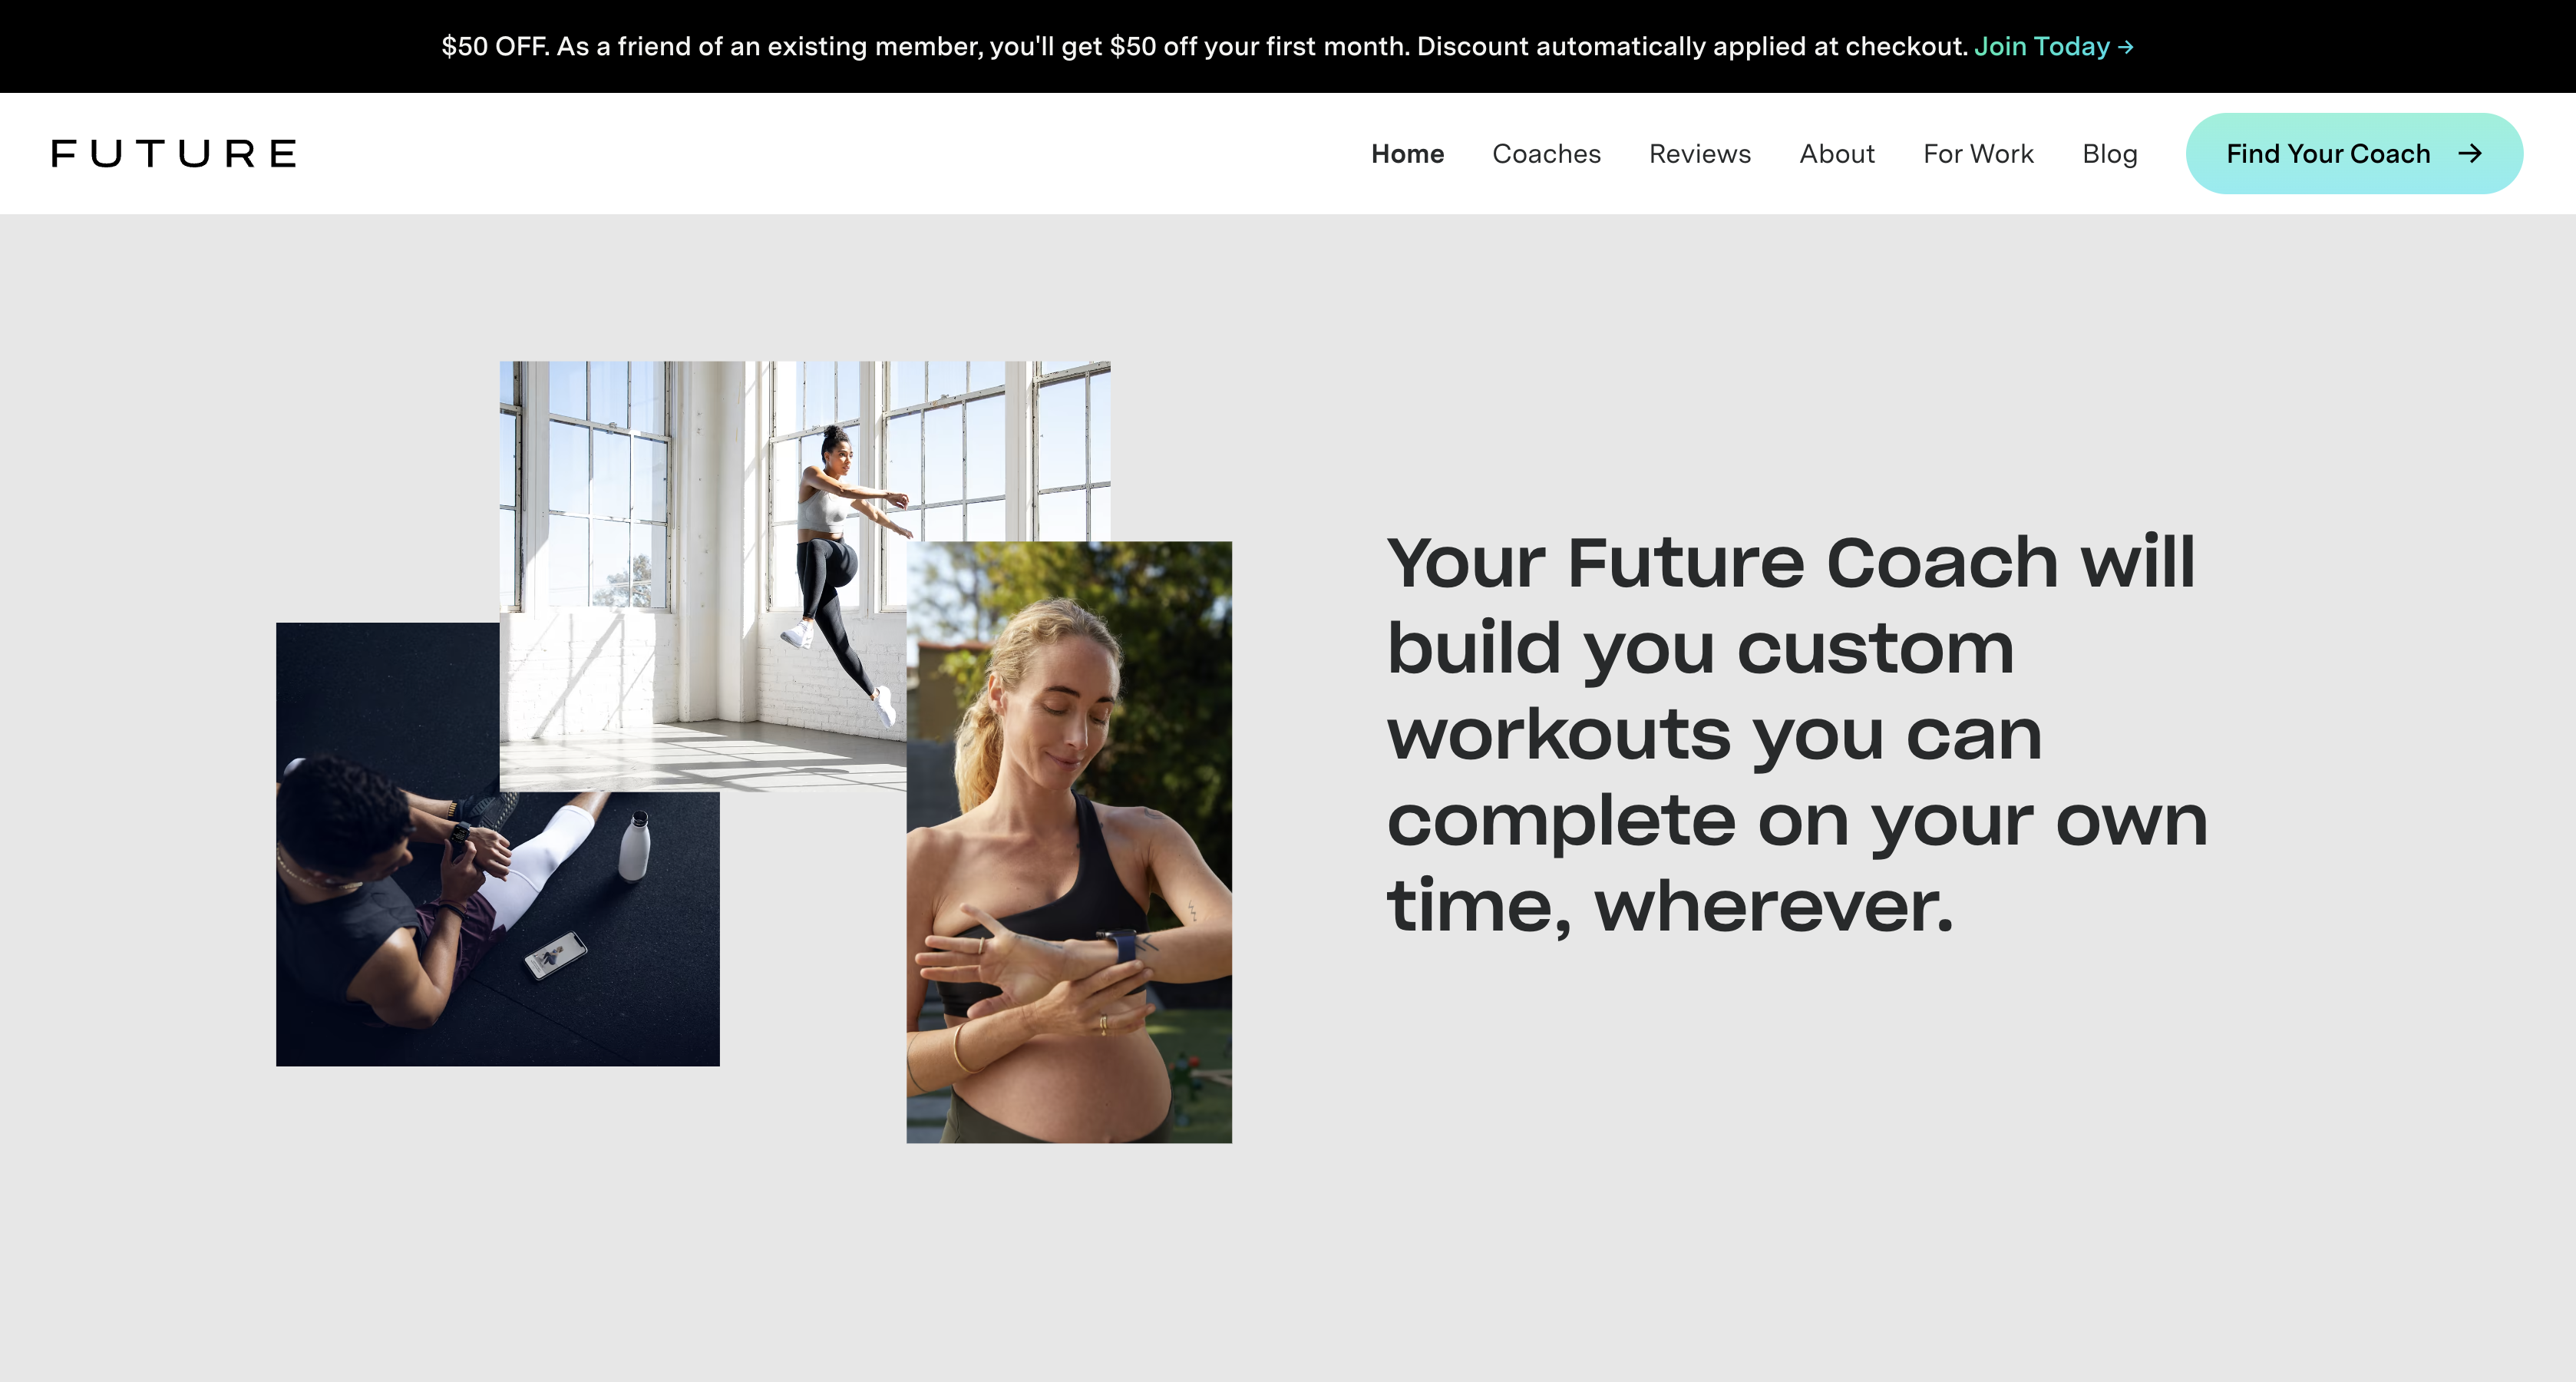 $50 OFF. As a friend of an existing member, you'll get $50 off your first month. Discount automatically applied at checkout. Join Today →
FUTURE
Home Coaches Reviews About For Work Blog Find Your Coach →
Your Future Coach will
build you custom
workouts you can
complete on your own
time, wherever.